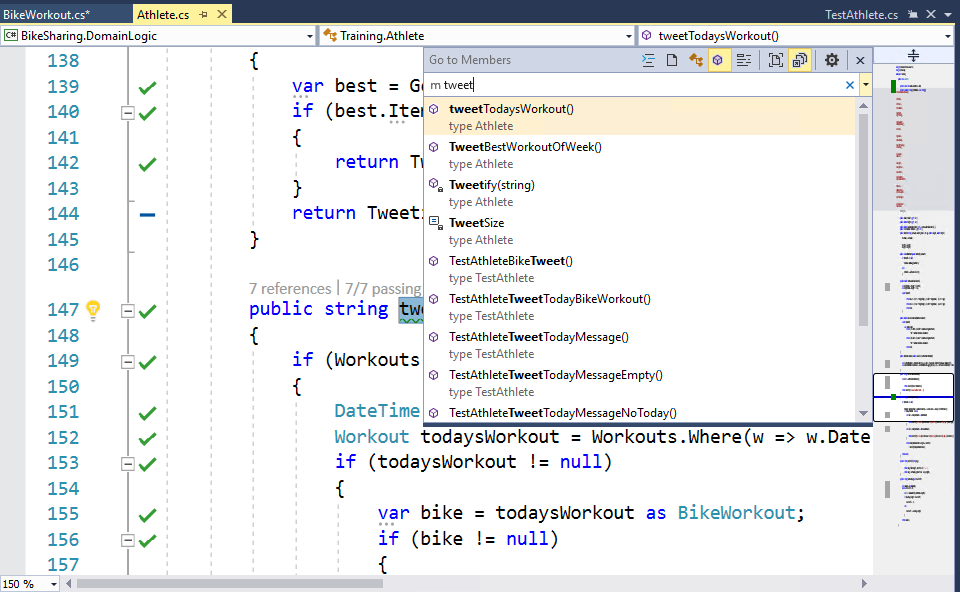 BikeWorkout.cs* Athlete.cs TestAthlete.cs
BikeSharing.DomainLogic Training.Athlete tweetTodaysWorkout()
Go to Members
m tweet
tweetTodaysWorkout()
type Athlete
TweetBestWorkoutOfWeek()
type Athlete
Tweetify(string)
type Athlete
TweetSize
type Athlete
TestAthleteBikeTweet()
type TestAthlete
TestAthleteTweetTodayBikeWorkout()
type TestAthlete
TestAthleteTweetTodayMessage()
type TestAthlete
TestAthleteTweetTodayMessageEmpty()
type TestAthlete
TestAthleteTweetTodayMessageNoToday()
138 {
139 var best = G
140 if (best.Iter
141 {
142 return Tw
143 }
144 return Tweet
145 }
146
7 references | 7/7 passing
147 public string twe
148 {
149 if (Workouts
150 {
151 DateTime
152 Workout todaysWorkout = Workouts.Where(w => w.Date
153 if (todaysWorkout != null)
154 {
155 var bike = todaysWorkout as BikeWorkout;
156 if (bike != null)
157 {
150 %